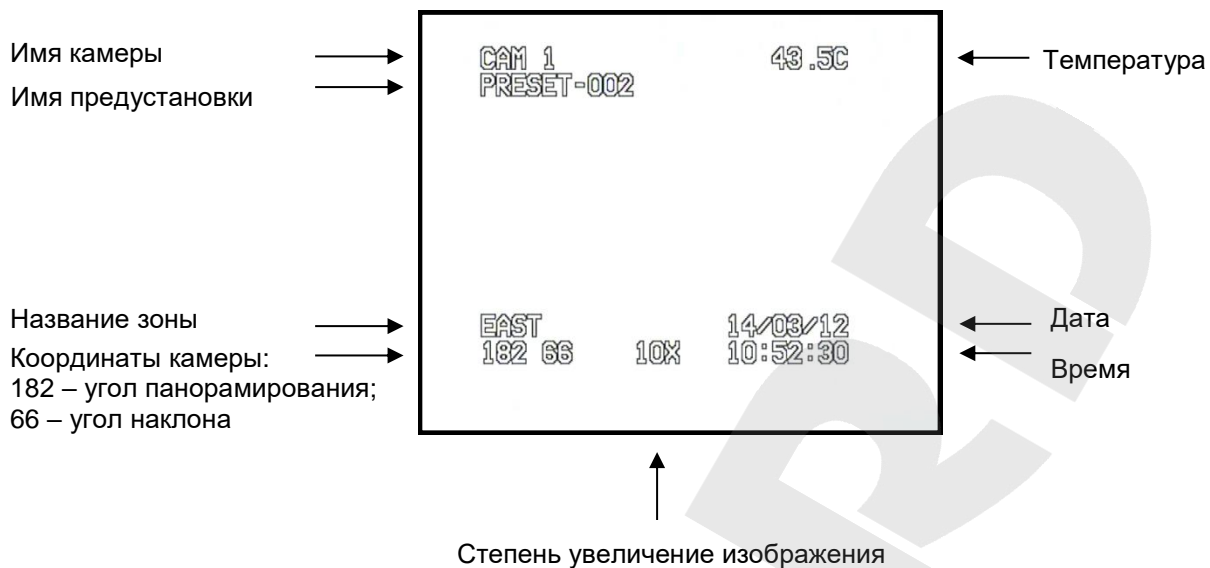 Имя камеры
Имя предустановки
CAM 1 43.5C
PRESET-002
Температура
Название зоны
Координаты камеры:
182 – угол панорамирования;
66 – угол наклона
EAST 14/03/12
182 66 10X 10:52:30
Дата
Время
Степень увеличение изображения